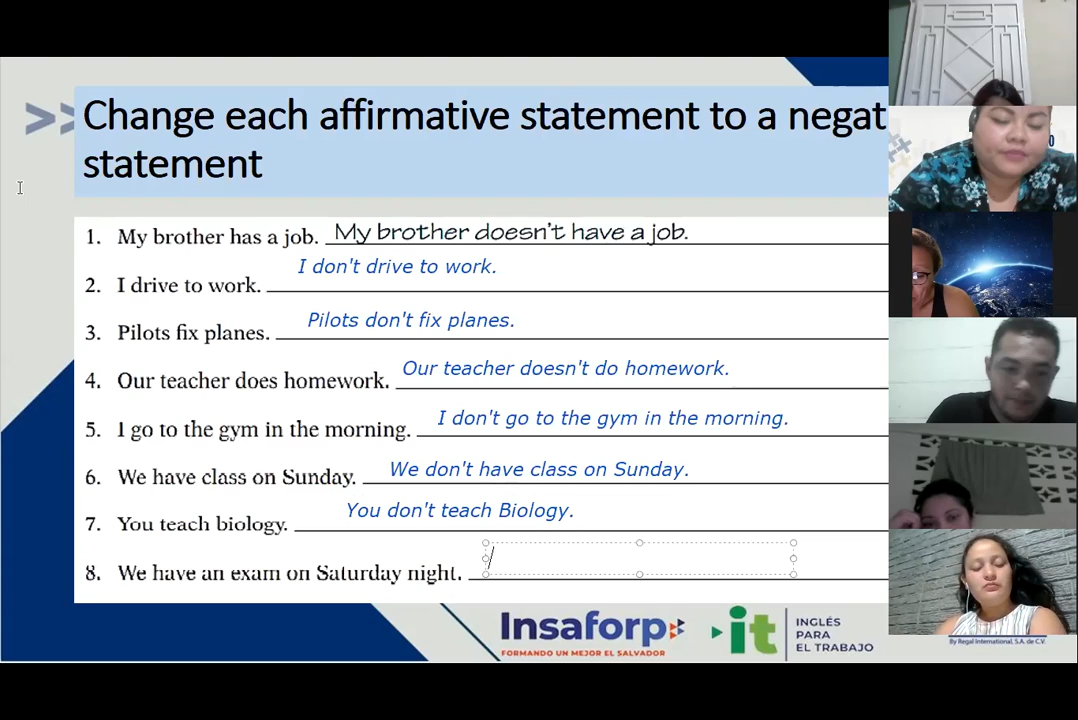 Change each affirmative statement to a negat
statement
1. My brother has a job. My brother doesn't have a job.
2. I drive to work. I don't drive to work.
3. Pilots fix planes. Pilots don't fix planes.
4. Our teacher does homework. Our teacher doesn't do homework.
5. I go to the gym in the morning. I don't go to the gym in the morning.
6. We have class on Sunday. We don't have class on Sunday.
7. You teach biology. You don't teach Biology.
8. We have an exam on Saturday night.
Insaforp
FORMANDO UN MEJOR EL SALVADOR
it
INGLÉS
PARA
EL TRABAJO
By Regal International, S.A. de C.V.